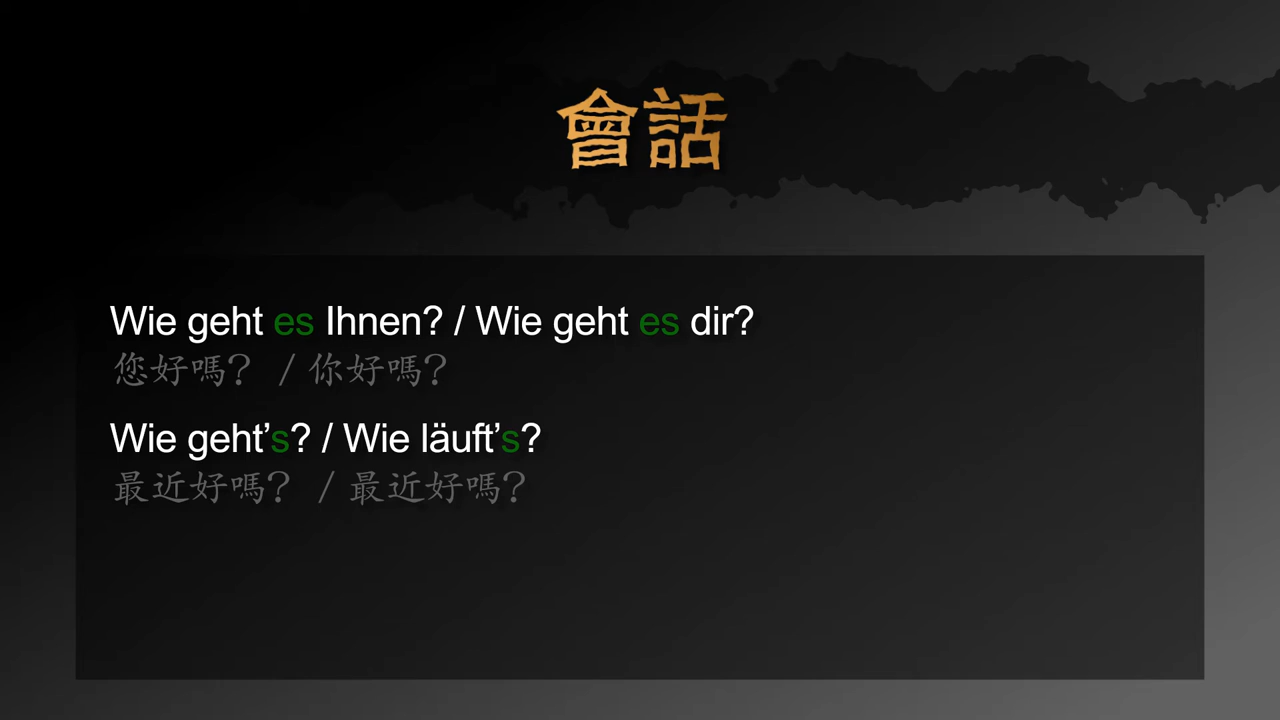 會話
Wie geht es Ihnen? / Wie geht es dir?
您好嗎? / 你好嗎?
Wie geht’s? / Wie läuft’s?
最近好嗎? / 最近好嗎?